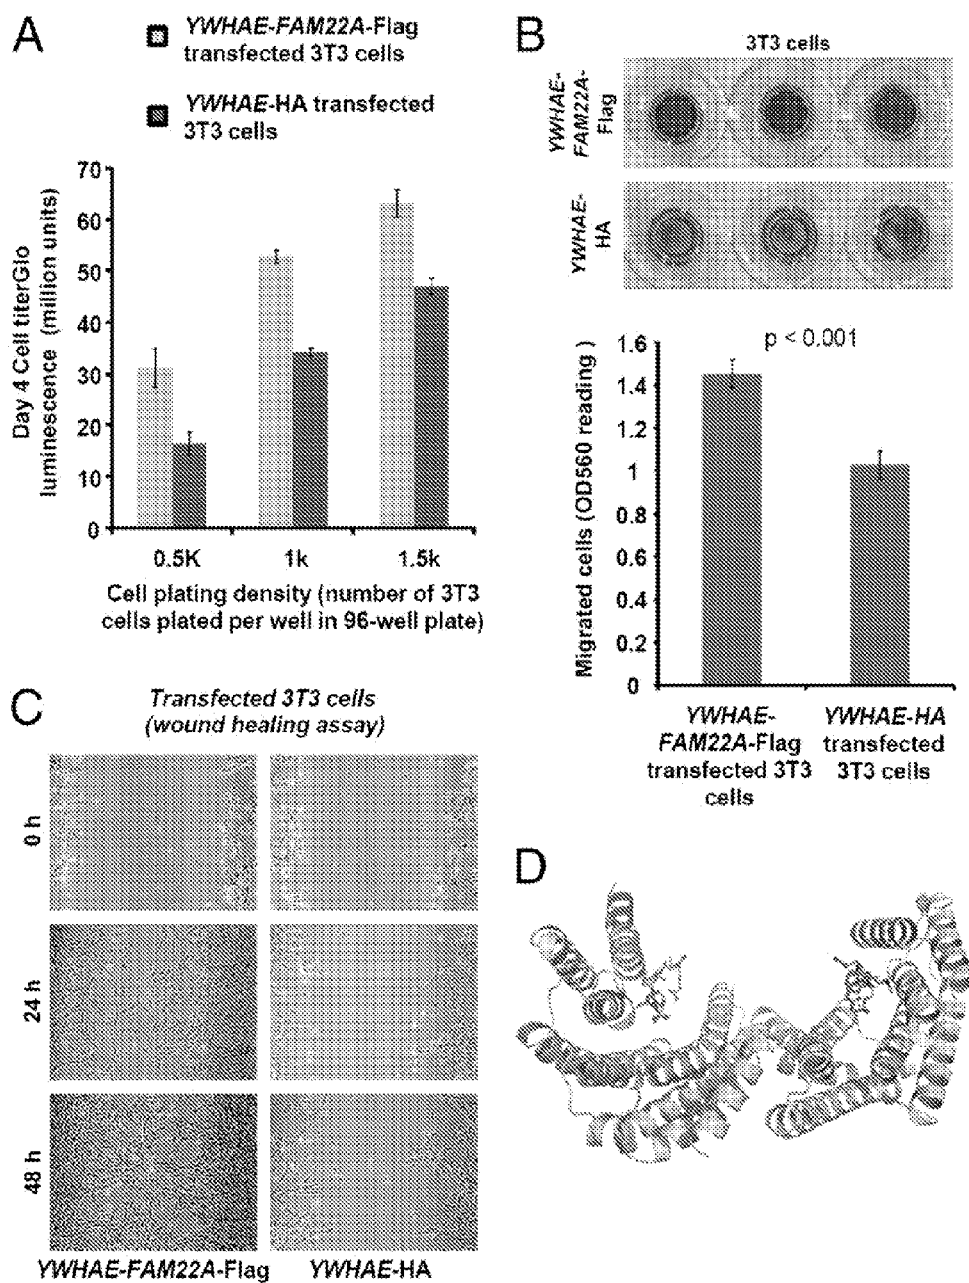 A
YWHAE-FAM22A-Flag
transfected 3T3 cells
YWHAE-HA transfected
3T3 cells
Day 4 Cell titerGlo
luminescence (million units)
70
60
50
40
30
20
10
0
0.5K 1k 1.5k
Cell plating density (number of 3T3
cells plated per well in 96-well plate)
B
3T3 cells
YWHAE-
FAM22A-
Flag
YWHAE-
HA
p < 0.001
Migrated cells (OD560 reading )
1.6
1.4
1.2
1
0.8
0.6
0.4
0.2
0
YWHAE-
FAM22A-Flag
transfected 3T3
cells
YWHAE-HA
transfected
3T3 cells
C
Transfected 3T3 cells
(wound healing assay)
0 h
24 h
48 h
YWHAE-FAM22A-Flag YWHAE-HA
D